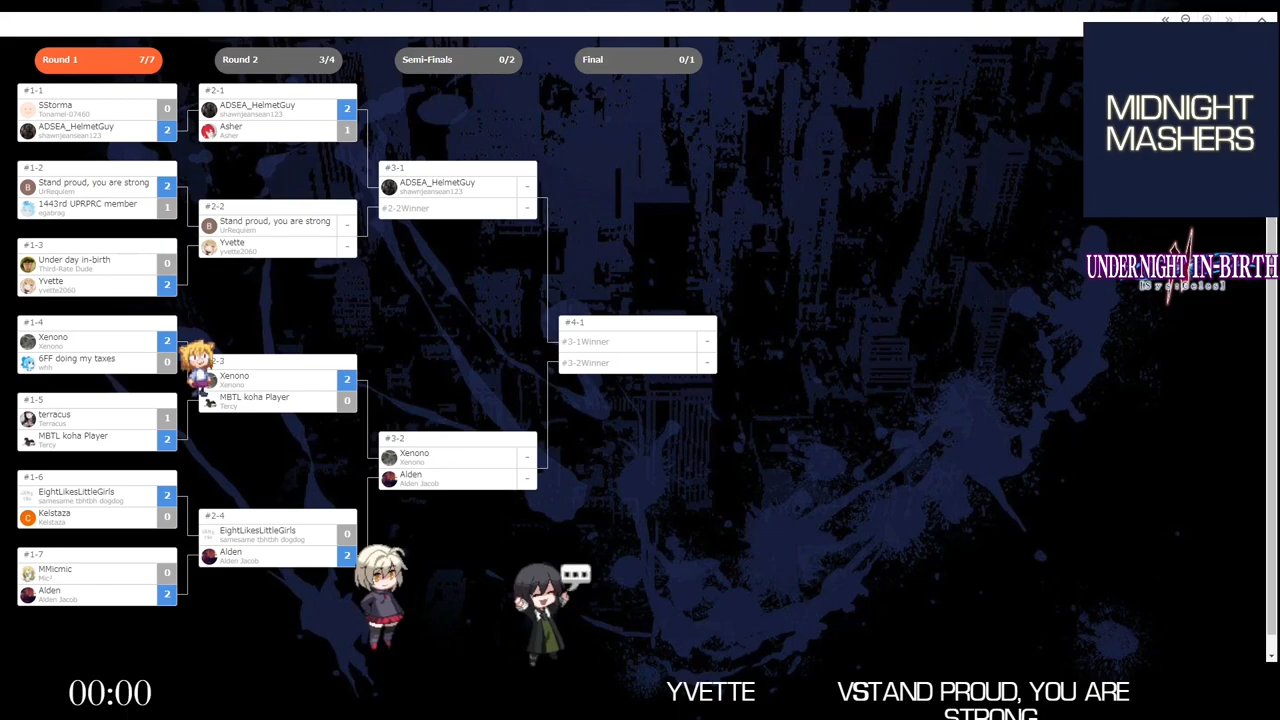 Round 1 7/7
Round 2 3/4
Semi-Finals 0/2
Final 0/1
#1-1
SStorma 0
Tonamel-07460
ADSEA_HelmetGuy 2
shawnjeansean123
#1-2
Stand proud, you are strong 2
UrRequiem
1443rd UPRPRC member 1
egabrag
#1-3
Under day in-birth 0
Third-Rate Dude
Yvette 2
yvette2060
#1-4
Xenono 2
Xenono
6FF doing my taxes 0
whh
#1-5
terracus 1
Terracus
MBTL koha Player 2
Tercy
#1-6
EightLikesLittleGirls 2
samesame tbhtbh dogdog
Kelstaza 0
Kelstaza
#1-7
MMicmic 0
Mic²
Alden 2
Alden Jacob
#2-1
ADSEA_HelmetGuy 2
shawnjeansean123
Asher 1
Asher
#2-2
Stand proud, you are strong -
UrRequiem
Yvette -
yvette2060
2-3
Xenono 2
Xenono
MBTL koha Player 0
Tercy
#2-4
EightLikesLittleGirls 0
samesame tbhtbh dogdog
Alden 2
Alden Jacob
#3-1
ADSEA_HelmetGuy -
shawnjeansean123
#2-2Winner -
#3-2
Xenono -
Xenono
Alden -
Alden Jacob
#4-1
#3-1Winner -
#3-2Winner -
MIDNIGHT
MASHERS
UNDER NIGHT IN-BIRTH
[Sys:Celes]
00:00
YVETTE
VSTAND PROUD, YOU ARE
STRONG